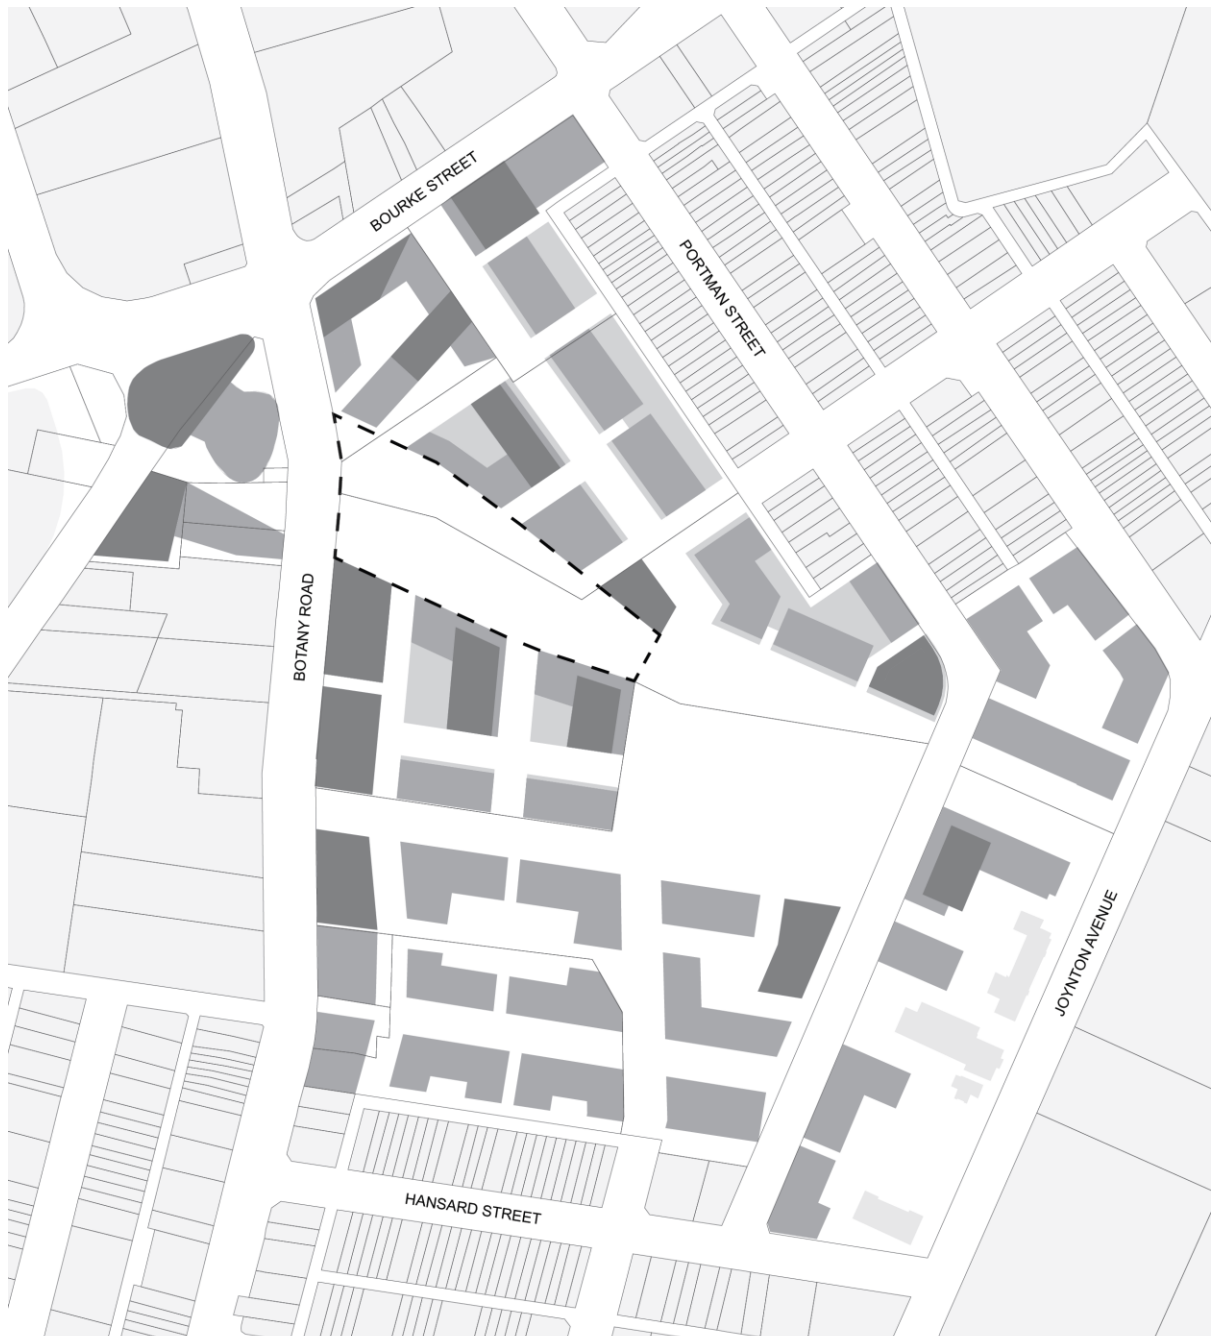 BOURKE STREET
PORTMAN STREET
BOTANY ROAD
JOYNTON AVENUE
HANSARD STREET